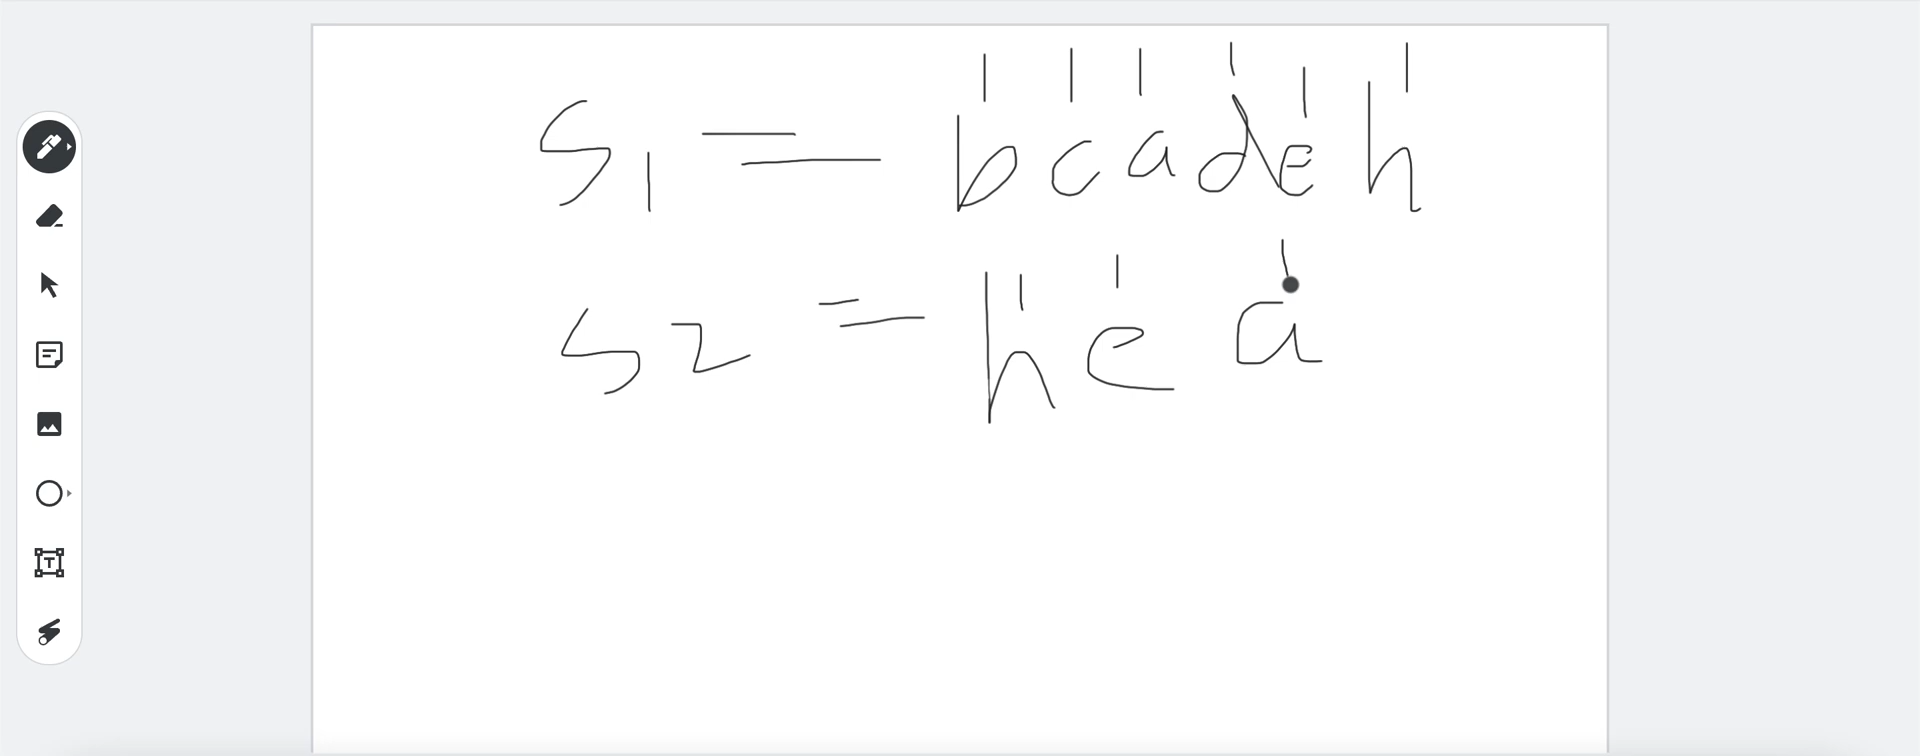 S1 = bcadeh
S2 = hea